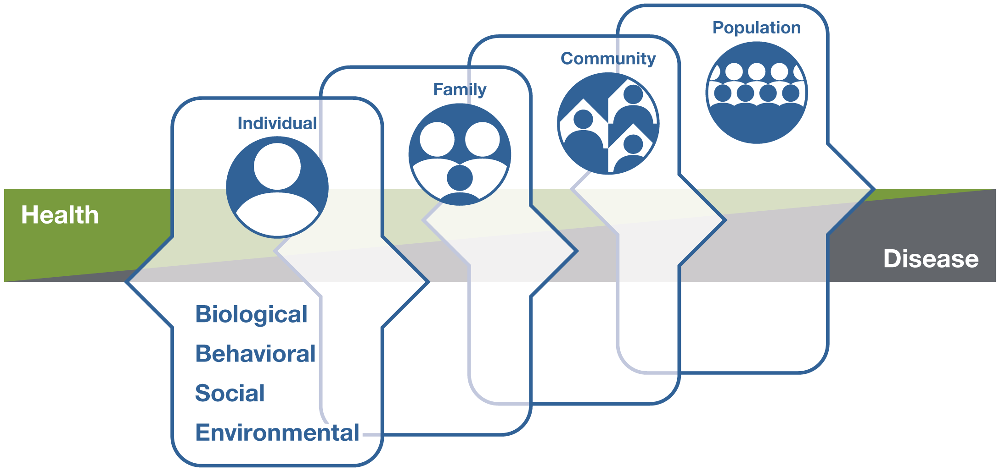 Population
Community
Family
Individual
Health
Disease
Biological
Behavioral
Social
Environmental